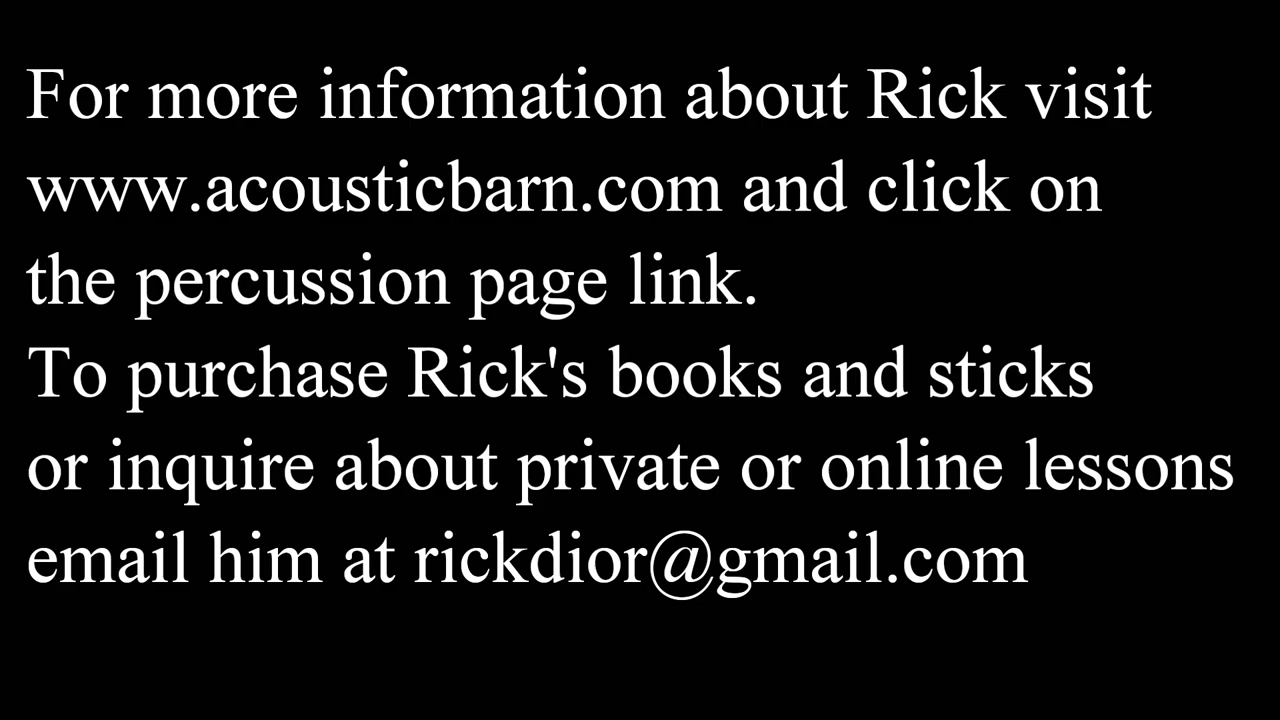 For more information about Rick visit
www.acousticbarn.com and click on
the percussion page link.
To purchase Rick's books and sticks
or inquire about private or online lessons
email him at rickdior@gmail.com